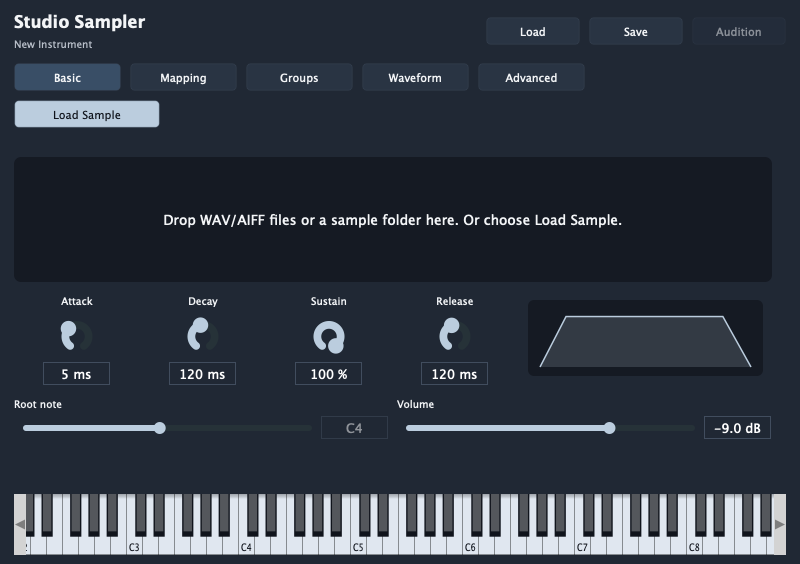 Studio Sampler
New Instrument
Load
Save
Audition
Basic
Mapping
Groups
Waveform
Advanced
Load Sample
Drop WAV/AIFF files or a sample folder here. Or choose Load Sample.
Attack
Decay
Sustain
Release
5 ms
120 ms
100 %
120 ms
Root note
Volume
C4
-9.0 dB
C3
C4
C5
C6
C7
C8